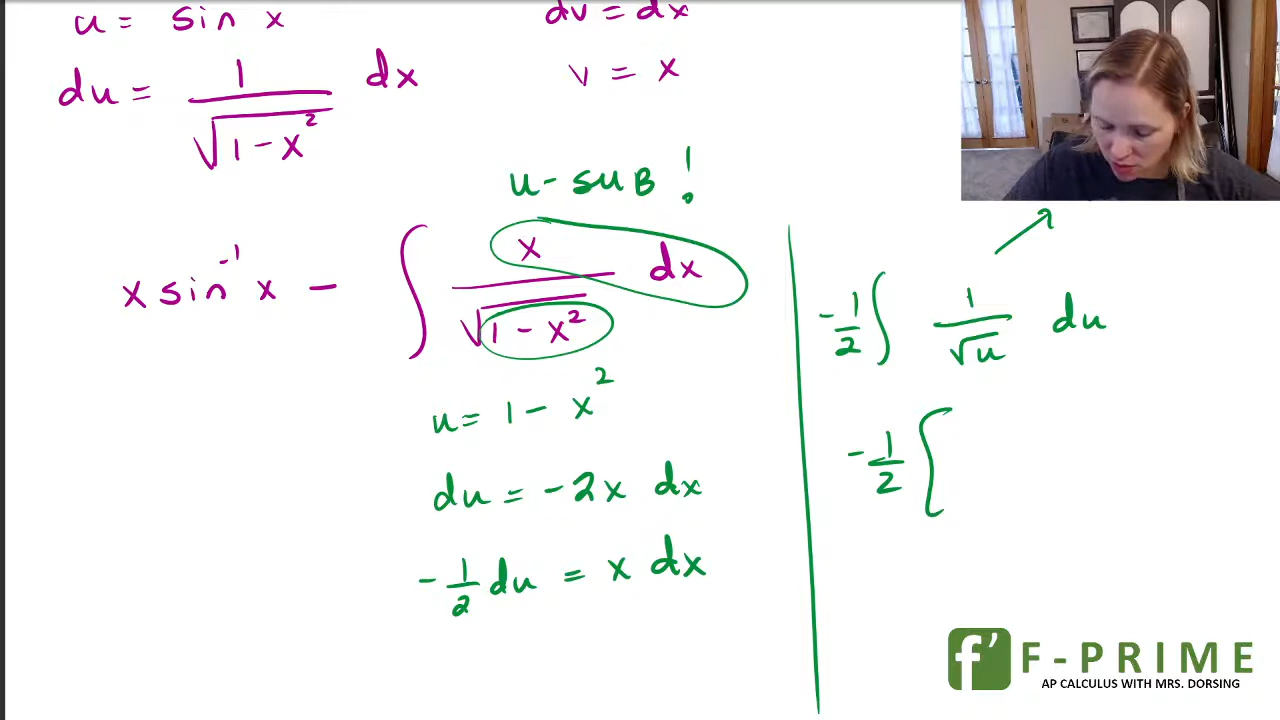 u = sin x
dv = dx
du = 1/√(1-x²) dx
v = x
u-sub!
x sin⁻¹ x - ∫ x/√(1-x²) dx
u = 1 - x²
du = -2x dx
-1/2 du = x dx
-1/2 ∫ 1/√u du
-1/2 ∫
f' F-PRIME
AP CALCULUS WITH MRS. DORSING